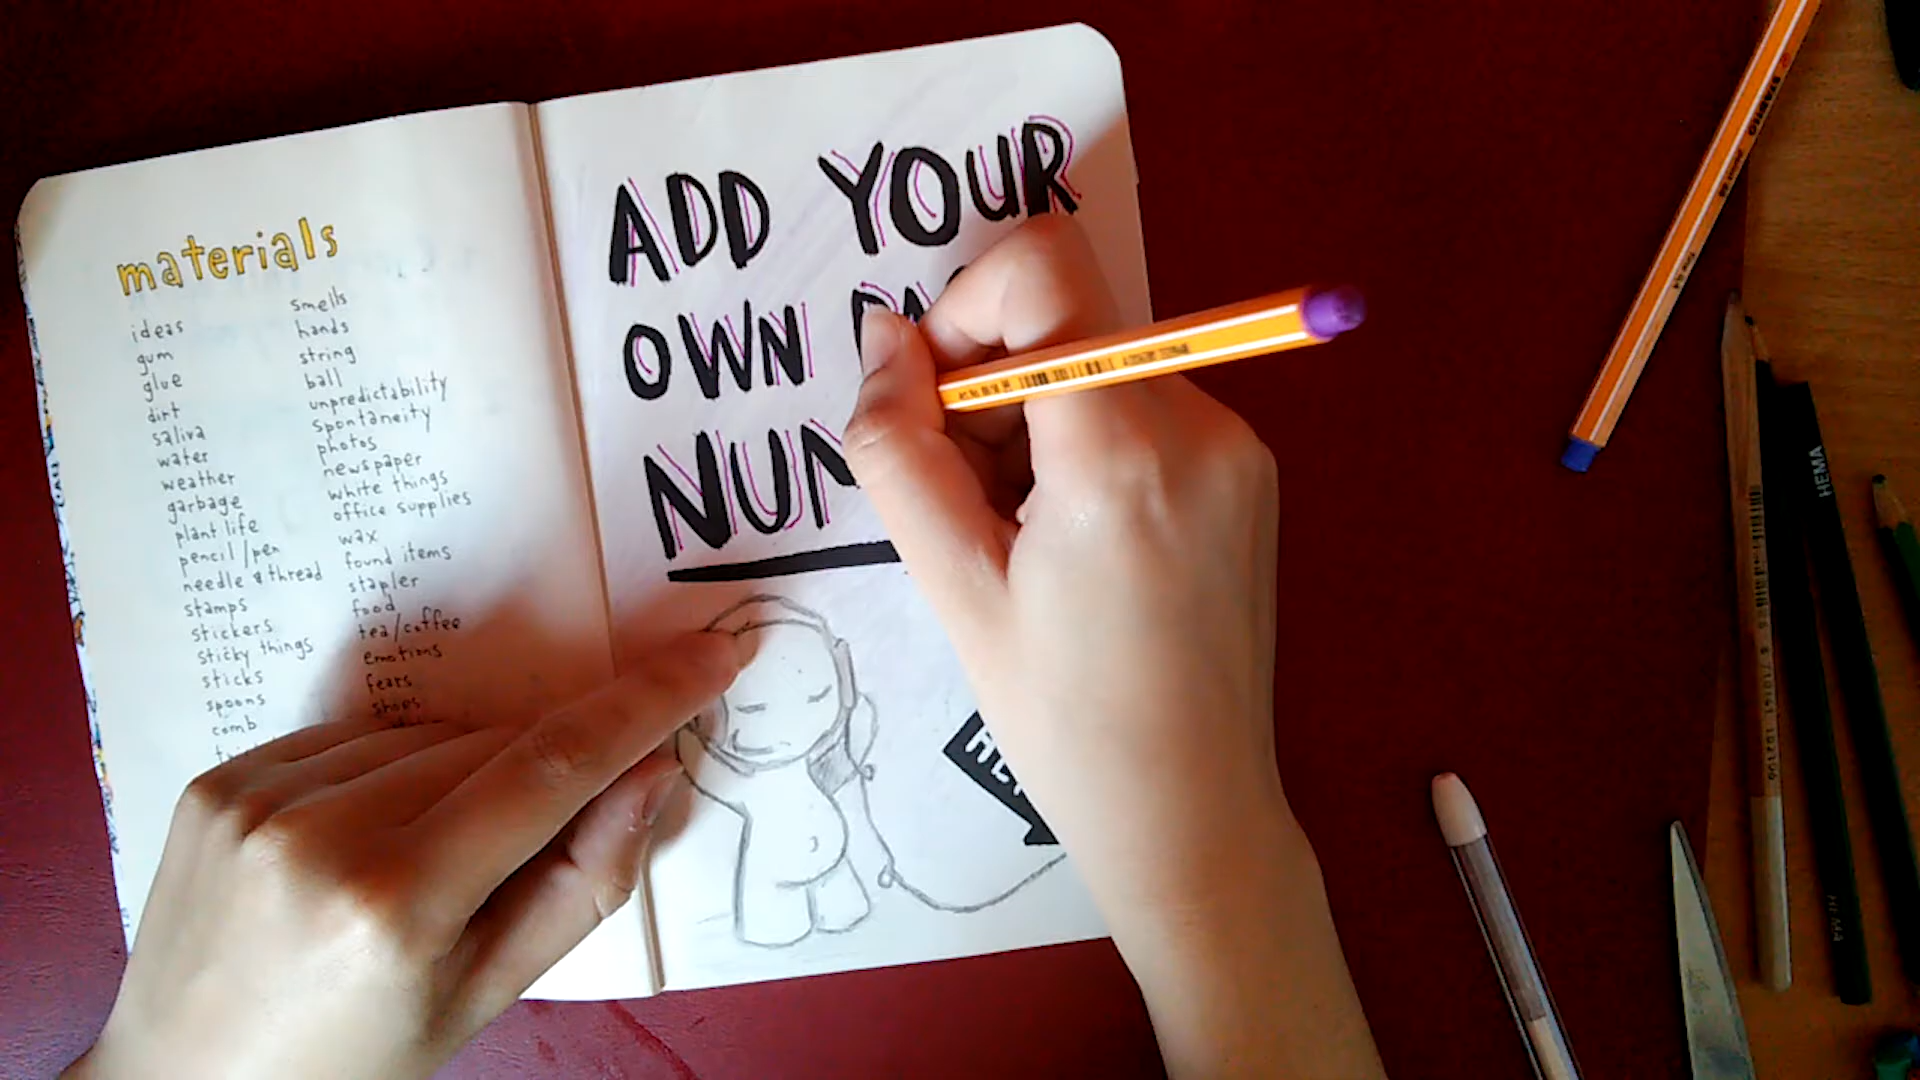 materials
ideas
gum
glue
dirt
saliva
water
weather
garbage
plant life
pencil/pen
needle & thread
stamps
stickers
sticky things
sticks
spoons
comb
smells
hands
string
ball
unpredictability
spontaneity
photos
newspaper
white things
office supplies
wax
found items
stapler
food
tea/coffee
emotions
fears
shoes
ADD YOUR
OWN
HEMA
HEMA